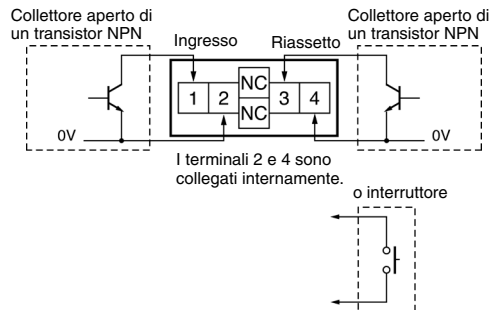 Collettore aperto di
un transistor NPN
Collettore aperto di
un transistor NPN
Ingresso
Riassetto
NC
1
2
3
4
NC
0V
0V
I terminali 2 e 4 sono
collegati internamente.
o interruttore